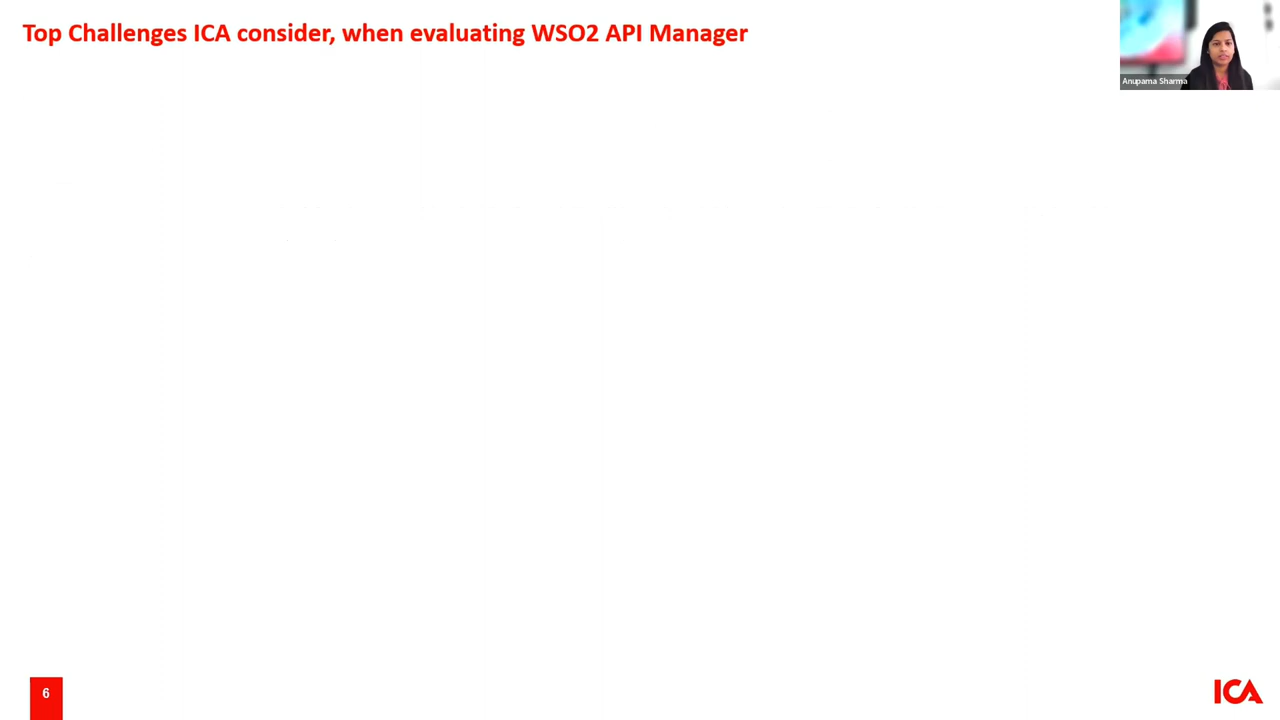 Top Challenges ICA consider, when evaluating WSO2 API Manager
Anupama Sharma
6
ICA